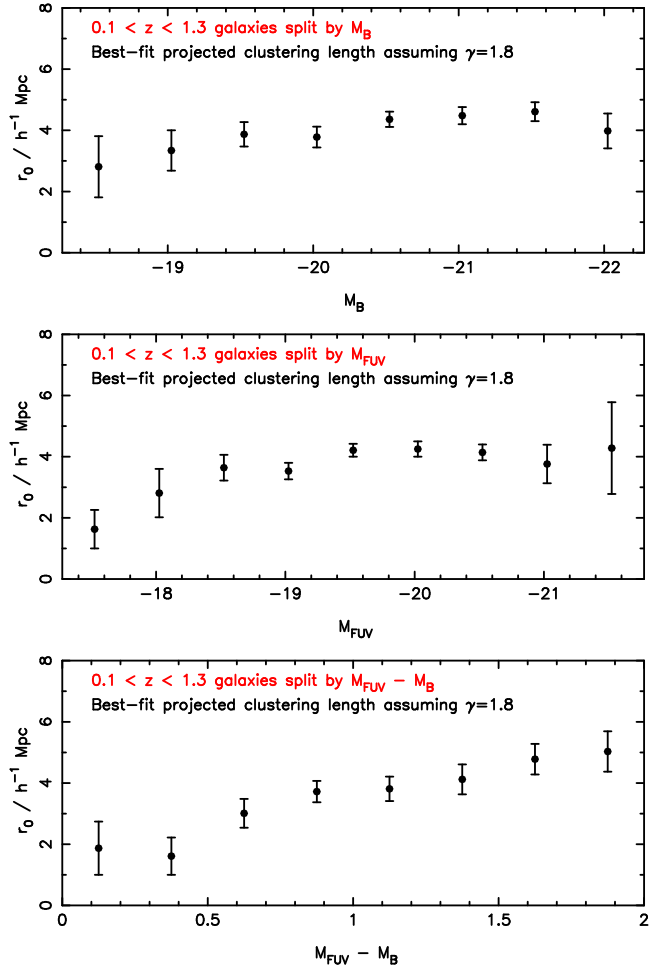 0.1 < z < 1.3 galaxies split by M_B
Best-fit projected clustering length assuming γ=1.8
8
6
4
2
0
r_0 / h^{-1} Mpc
-19 -20 -21 -22
M_B
0.1 < z < 1.3 galaxies split by M_FUV
Best-fit projected clustering length assuming γ=1.8
8
6
4
2
0
r_0 / h^{-1} Mpc
-18 -19 -20 -21
M_FUV
0.1 < z < 1.3 galaxies split by M_FUV - M_B
Best-fit projected clustering length assuming γ=1.8
8
6
4
2
0
r_0 / h^{-1} Mpc
0 0.5 1 1.5 2
M_FUV - M_B